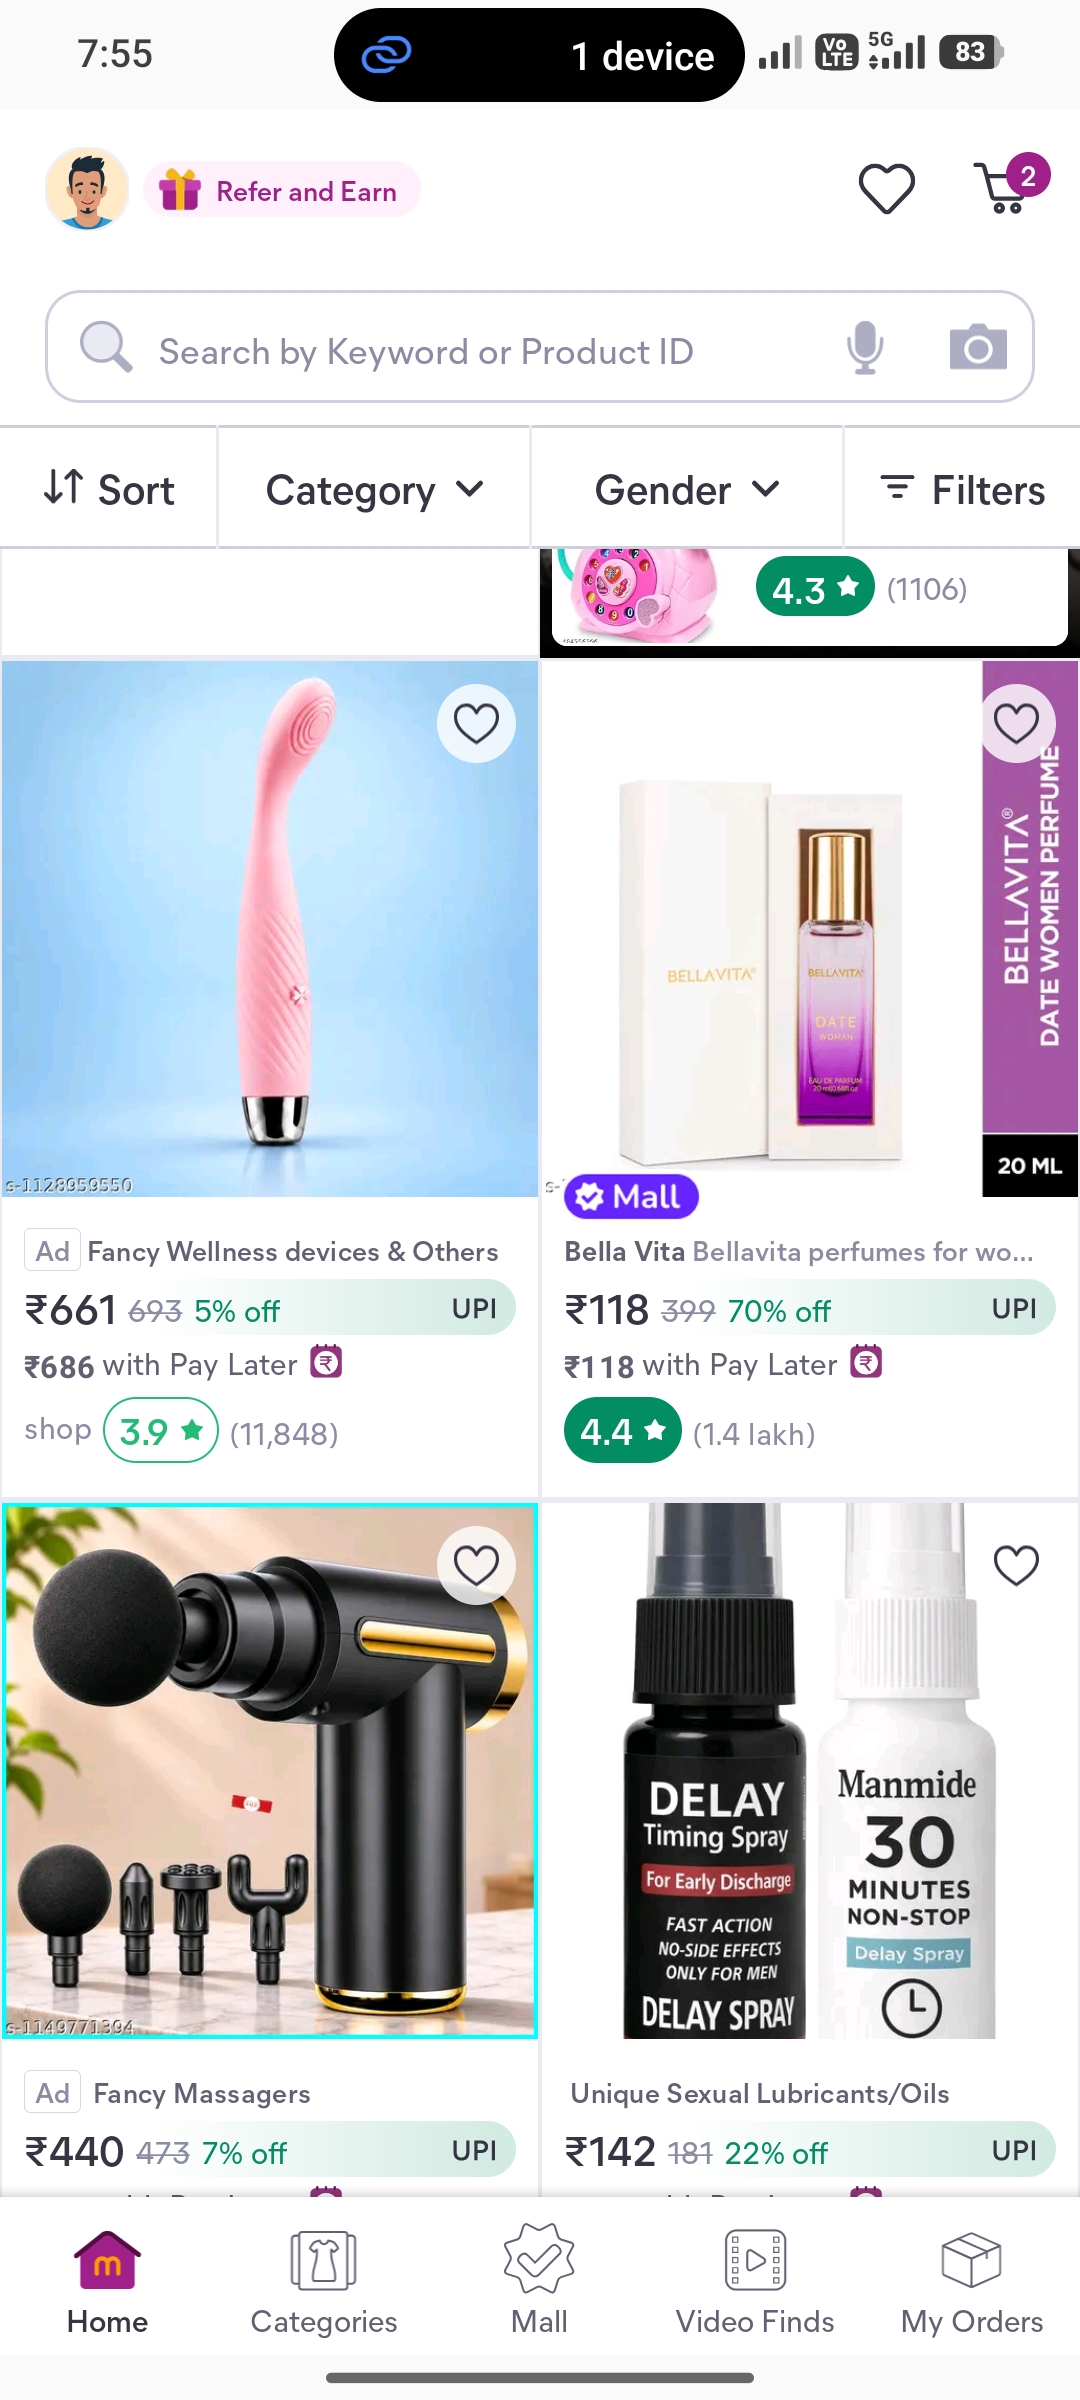 7:55
1 device
Vo LTE
5G
83
Refer and Earn
2
Search by Keyword or Product ID
Sort
Category
Gender
Filters
4.3 ★ (1106)
s-1128959550
BELLAVITA®
BELLAVITA®
DATE
WOMAN
EAU DE PARFUM
BELLAVITA®
DATE WOMEN PERFUME
20 ML
s-
Mall
Ad Fancy Wellness devices & Others
₹661 693 5% off UPI
₹686 with Pay Later
shop 3.9 ★ (11,848)
Bella Vita Bellavita perfumes for wo...
₹118 399 70% off UPI
₹118 with Pay Later
4.4 ★ (1.4 lakh)
s-1149771394
DELAY
Timing Spray
For Early Discharge
FAST ACTION
NO-SIDE EFFECTS
ONLY FOR MEN
DELAY SPRAY
Manmide
30
MINUTES
NON-STOP
Delay Spray
Ad Fancy Massagers
₹440 473 7% off UPI
Unique Sexual Lubricants/Oils
₹142 181 22% off UPI
Home
Categories
Mall
Video Finds
My Orders